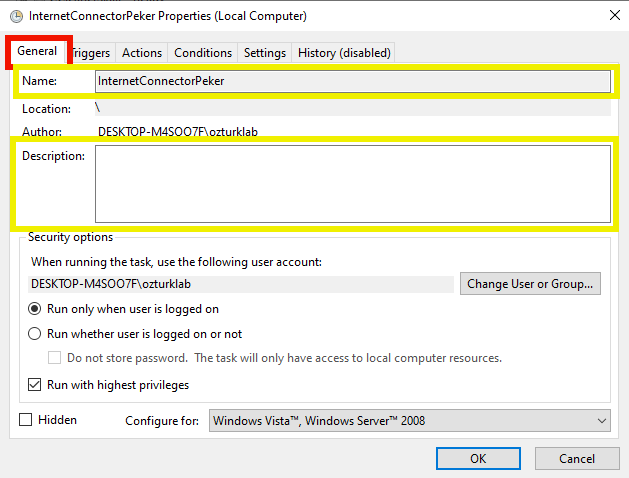 InternetConnectorPeker Properties (Local Computer)
General Triggers Actions Conditions Settings History (disabled)
Name: InternetConnectorPeker
Location: \
Author: DESKTOP-M4SOO7F\ozturklab
Description:
Security options
When running the task, use the following user account:
DESKTOP-M4SOO7F\ozturklab Change User or Group...
Run only when user is logged on
Run whether user is logged on or not
Do not store password. The task will only have access to local computer resources.
Run with highest privileges
Hidden Configure for: Windows Vista™, Windows Server™ 2008
OK Cancel